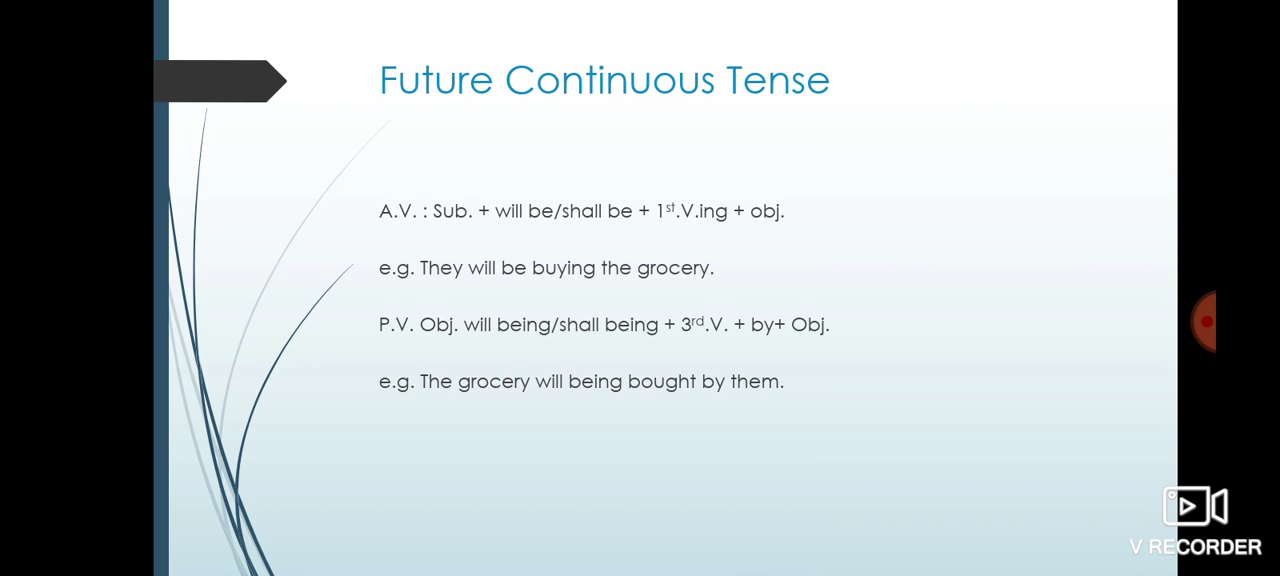 Future Continuous Tense
A.V. : Sub. + will be/shall be + 1st.V.ing + obj.
e.g. They will be buying the grocery.
P.V. Obj. will being/shall being + 3rd.V. + by+ Obj.
e.g. The grocery will being bought by them.
V RECORDER